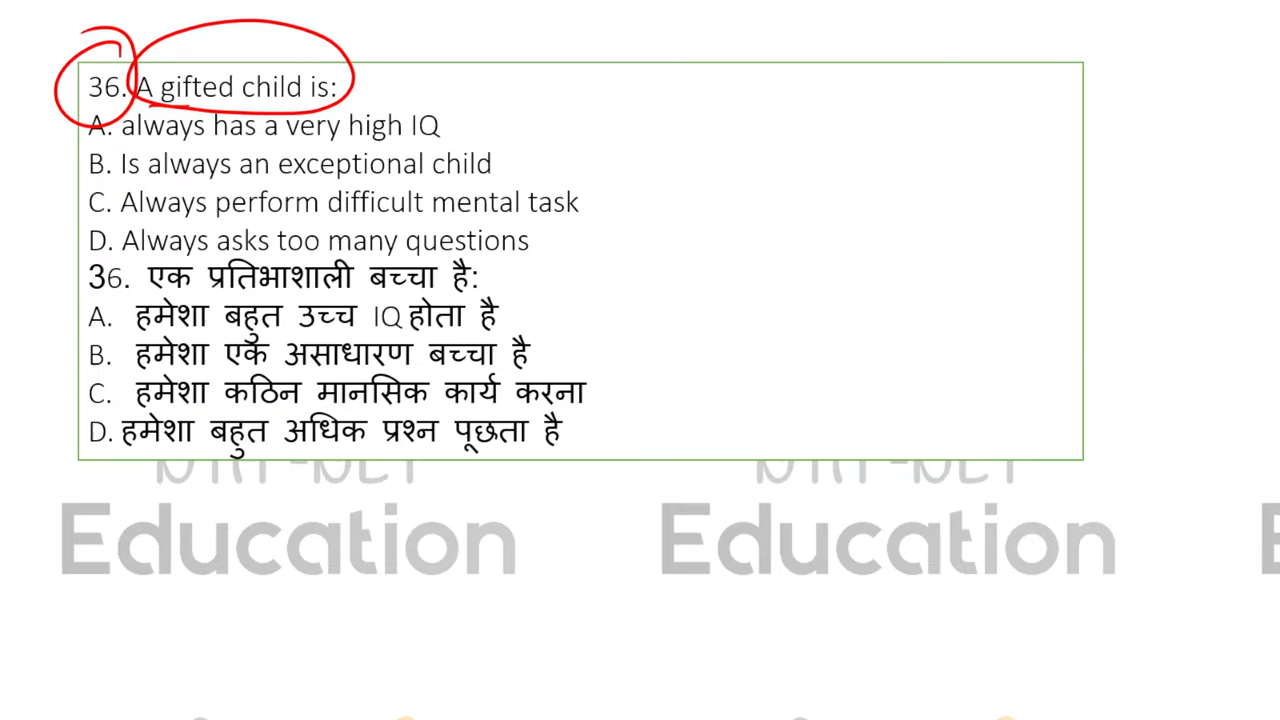 36. A gifted child is:
A. always has a very high IQ
B. Is always an exceptional child
C. Always perform difficult mental task
D. Always asks too many questions
36. एक प्रतिभाशाली बच्चा है:
A. हमेशा बहुत उच्च IQ होता है
B. हमेशा एक असाधारण बच्चा है
C. हमेशा कठिन मानसिक कार्य करना
D. हमेशा बहुत अधिक प्रश्न पूछता है
Education Education